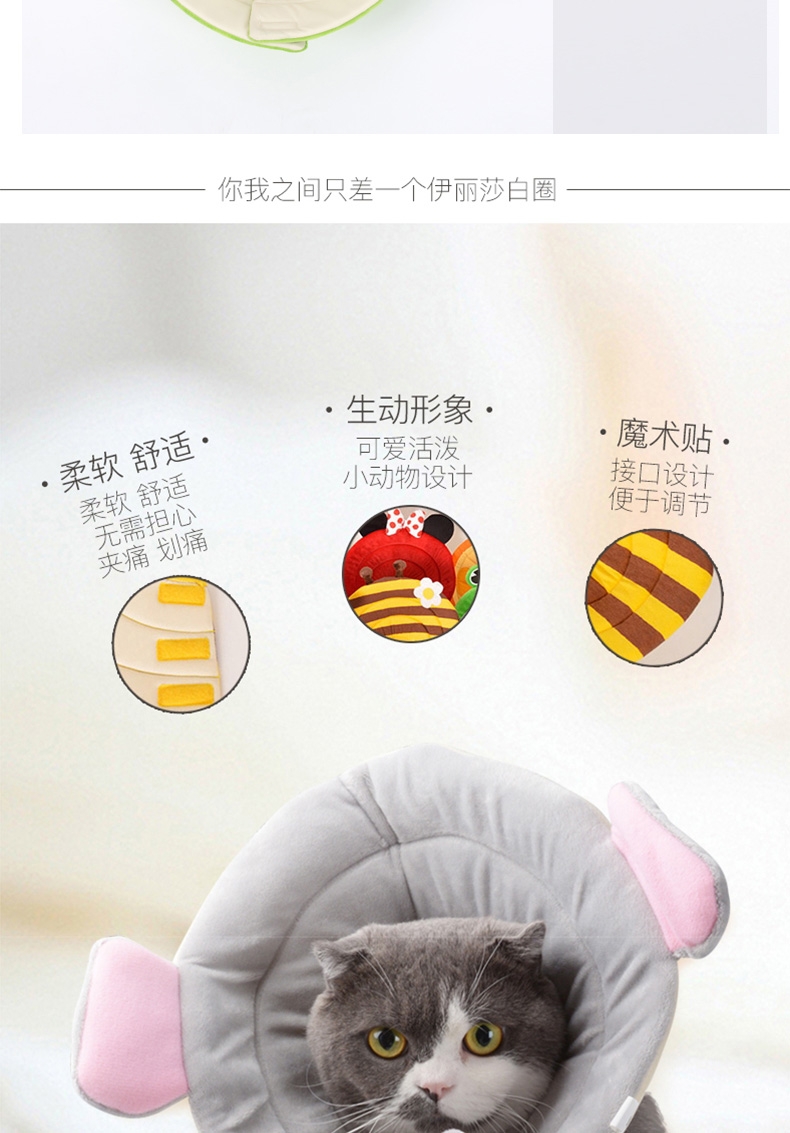 你我之间只差一个伊丽莎白圈
·柔软 舒适·
柔软 舒适
无需担心
夹痛 划痛
·生动形象·
可爱活泼
小动物设计
·魔术贴·
接口设计
便于调节